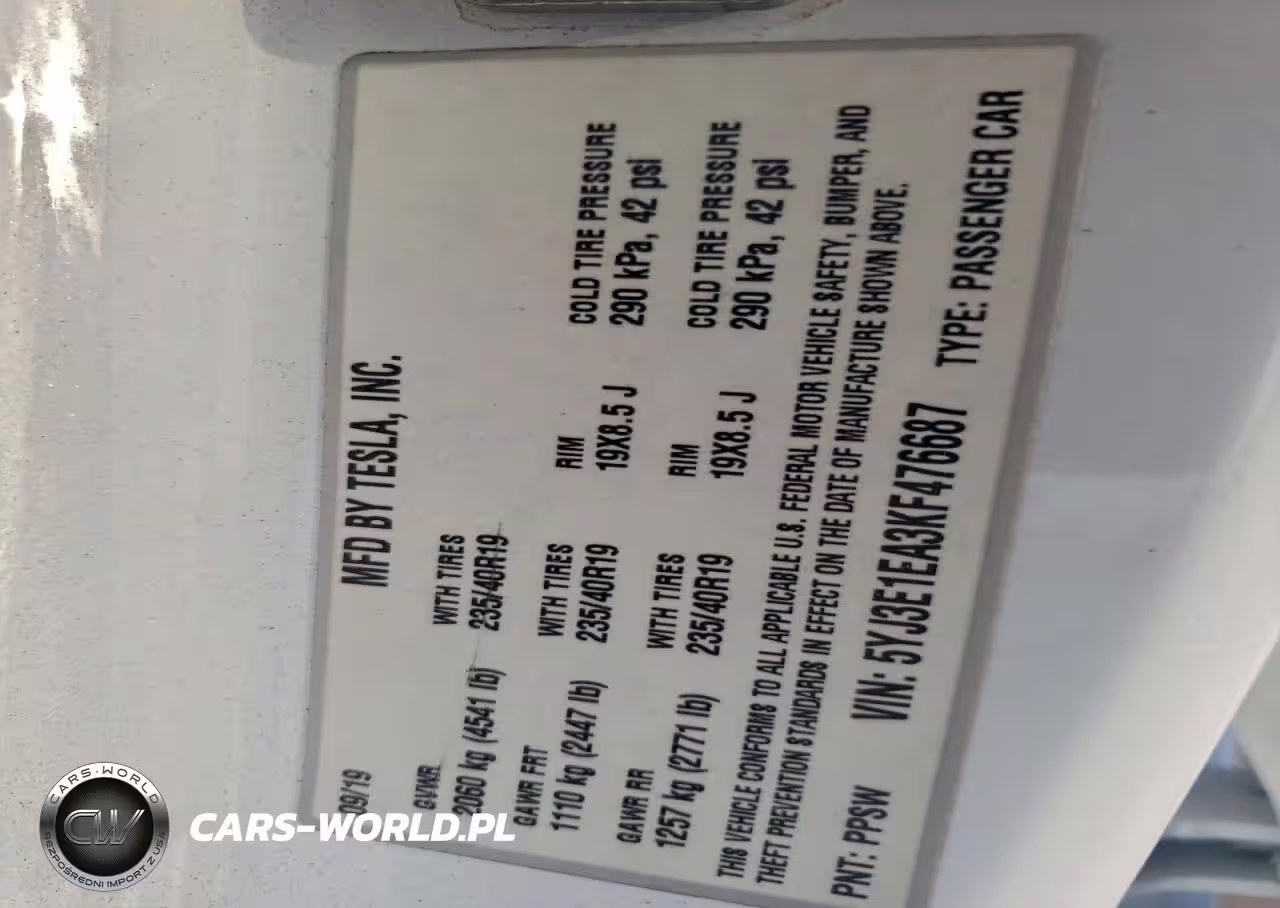 09/19 MFD BY TESLA, INC.
GVWR WITH TIRES
2060 kg (4541 lb) 235/40R19
GAWR FRT WITH TIRES RIM COLD TIRE PRESSURE
1110 kg (2447 lb) 235/40R19 19X8.5 J 290 kPa, 42 psi
GAWR RR WITH TIRES RIM COLD TIRE PRESSURE
1257 kg (2771 lb) 235/40R19 19X8.5 J 290 kPa, 42 psi
THIS VEHICLE CONFORMS TO ALL APPLICABLE U.S. FEDERAL MOTOR VEHICLE SAFETY, BUMPER, AND
THEFT PREVENTION STANDARDS IN EFFECT ON THE DATE OF MANUFACTURE SHOWN ABOVE.
PNT: PPSW VIN: 5YJ3E1EA3KF476687 TYPE: PASSENGER CAR
CARS-WORLD
CW
BEZPOŚREDNI IMPORT Z USA
CARS-WORLD.PL